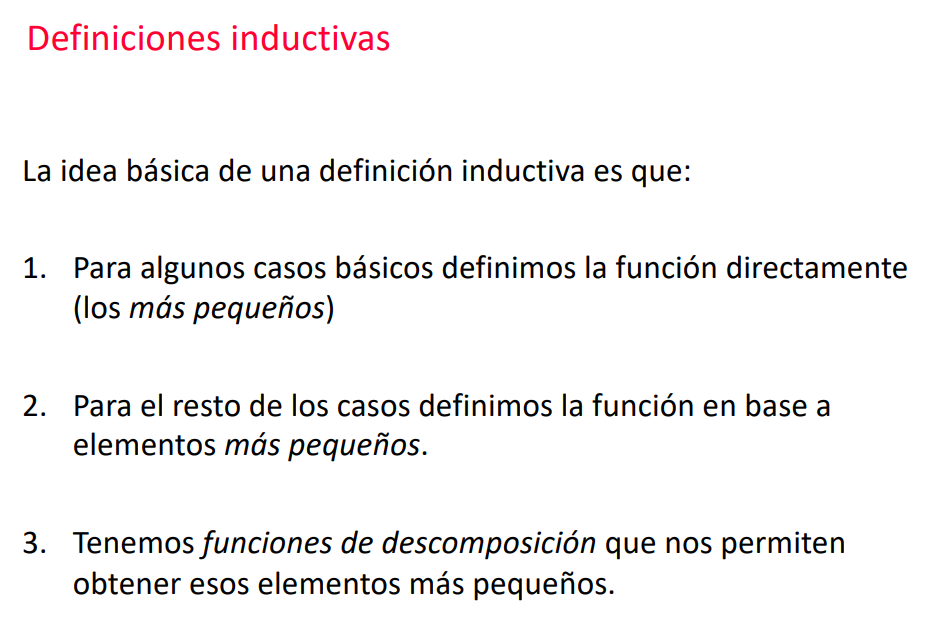 Definiciones inductivas
La idea básica de una definición inductiva es que:
1. Para algunos casos básicos definimos la función directamente
(los más pequeños)
2. Para el resto de los casos definimos la función en base a
elementos más pequeños.
3. Tenemos funciones de descomposición que nos permiten
obtener esos elementos más pequeños.